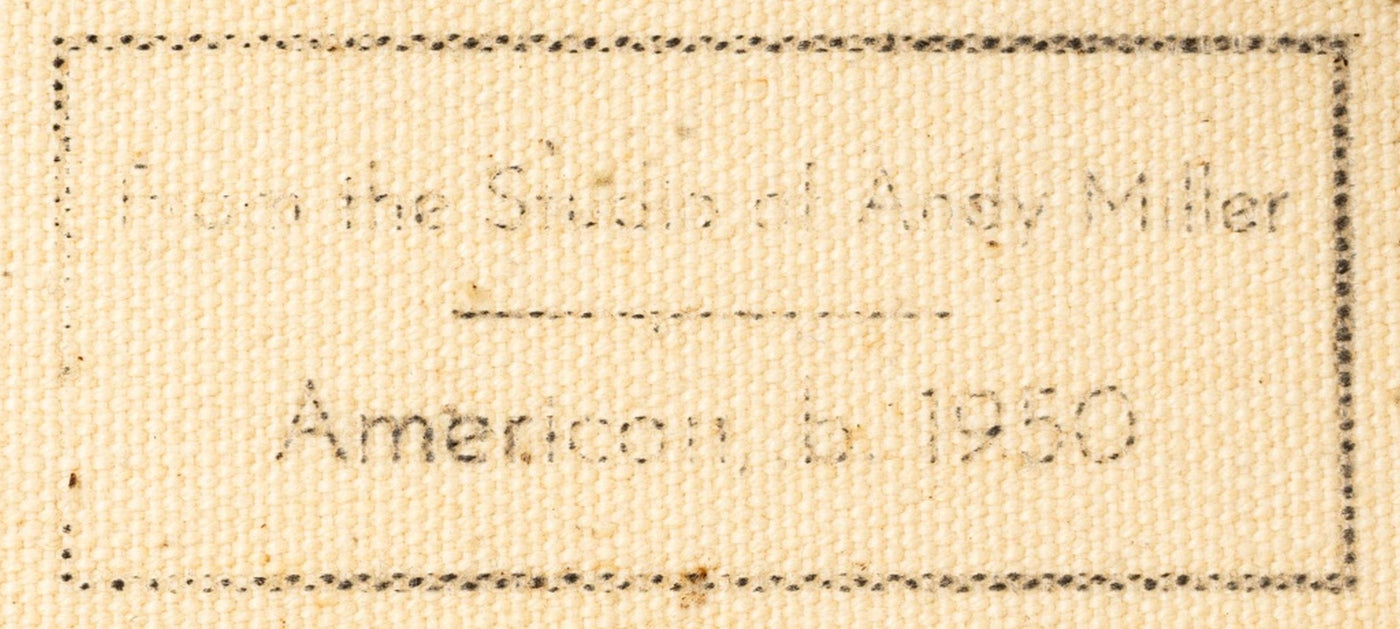 From the Studio of Andy Miller
American, b. 1950